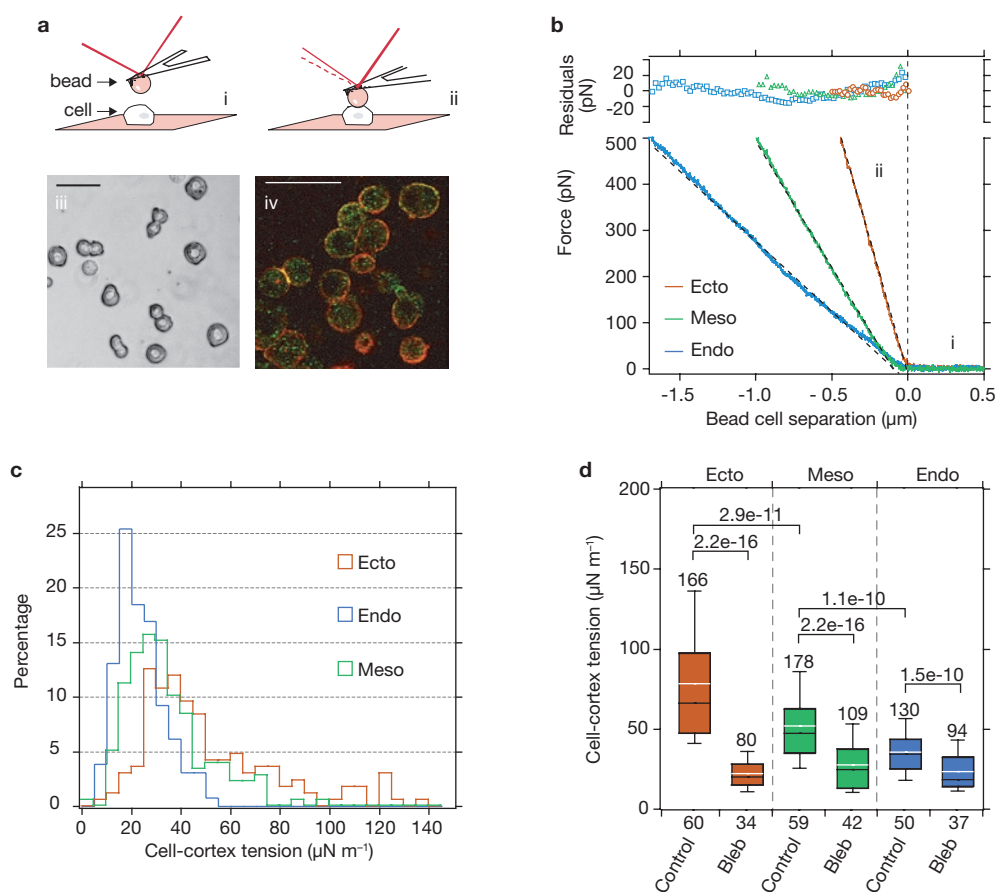 a
bead
cell
i
ii
iii
iv
b
Residuals
(pN)
20
0
-20
500
400
300
200
100
0
Force (pN)
ii
i
Ecto
Meso
Endo
-1.5
-1.0
- 0.5
0.0
0.5
Bead cell separation (µm)
c
Percentage
25
20
15
10
5
0
Ecto
Endo
Meso
0 20 40 60 80 100 120 140
Cell-cortex tension (µN m⁻¹)
d
Ecto Meso Endo
Cell-cortex tension (µN m⁻¹)
200
150
100
50
0
2.9e-11
2.2e-16
166
80
1.1e-10
2.2e-16
178
109
1.5e-10
130
94
60 34 59 42 50 37
Control Bleb Control Bleb Control Bleb